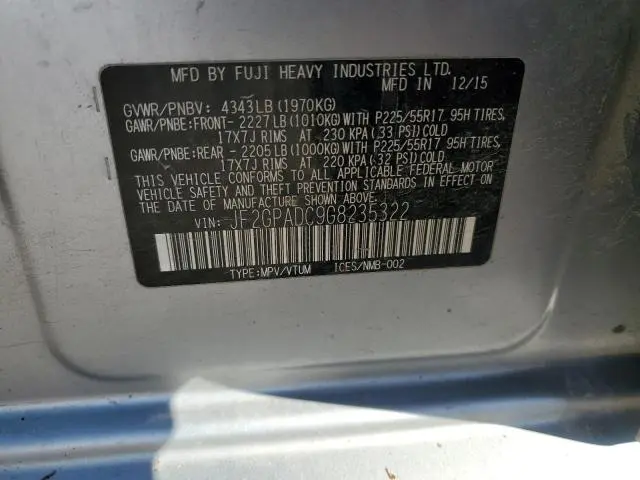 MFD BY FUJI HEAVY INDUSTRIES LTD.
MFD IN 12/15
GVWR/PNBV: 4343LB (1970KG)
GAWR/PNBE:FRONT- 2227LB (1010KG) WITH P225/55R17 95H TIRES,
17X7J RIMS AT 230 KPA (33 PSI) COLD
GAWR/PNBE:REAR - 2205LB (1000KG) WITH P225/55R17 95H TIRES,
17X7J RIMS AT 220 KPA (32 PSI) COLD
THIS VEHICLE CONFORMS TO ALL APPLICABLE FEDERAL MOTOR
VEHICLE SAFETY AND THEFT PREVENTION STANDARDS IN EFFECT ON
THE DATE OF MANUFACTURE SHOWN ABOVE.
VIN: JF2GPADC9G8235322
TYPE:MPV/VTUM ICES/NMB-002